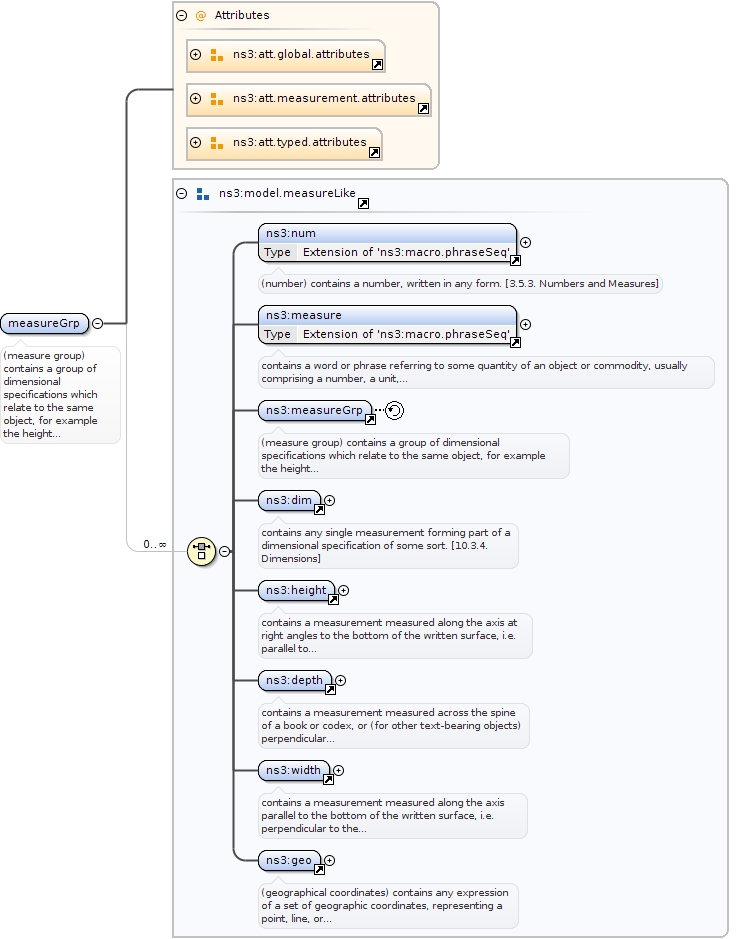 @ Attributes
ns3:att.global.attributes
ns3:att.measurement.attributes
ns3:att.typed.attributes
ns3:model.measureLike
ns3:num
Type Extension of 'ns3:macro.phraseSeq'
(number) contains a number, written in any form. [3.5.3. Numbers and Measures]
ns3:measure
Type Extension of 'ns3:macro.phraseSeq'
contains a word or phrase referring to some quantity of an object or commodity, usually
comprising a number, a unit,...
measureGrp
(measure group)
contains a group of
dimensional
specifications which
relate to the same
object, for example
the height...
ns3:measureGrp
(measure group) contains a group of dimensional
specifications which relate to the same object, for example
the height...
ns3:dim
contains any single measurement forming part of a
dimensional specification of some sort. [10.3.4.
Dimensions]
0..∞
ns3:height
contains a measurement measured along the axis at
right angles to the bottom of the written surface, i.e.
parallel to...
ns3:depth
contains a measurement measured across the spine
of a book or codex, or (for other text-bearing objects)
perpendicular...
ns3:width
contains a measurement measured along the axis
parallel to the bottom of the written surface, i.e.
perpendicular to the...
ns3:geo
(geographical coordinates) contains any expression
of a set of geographic coordinates, representing a
point, line, or...